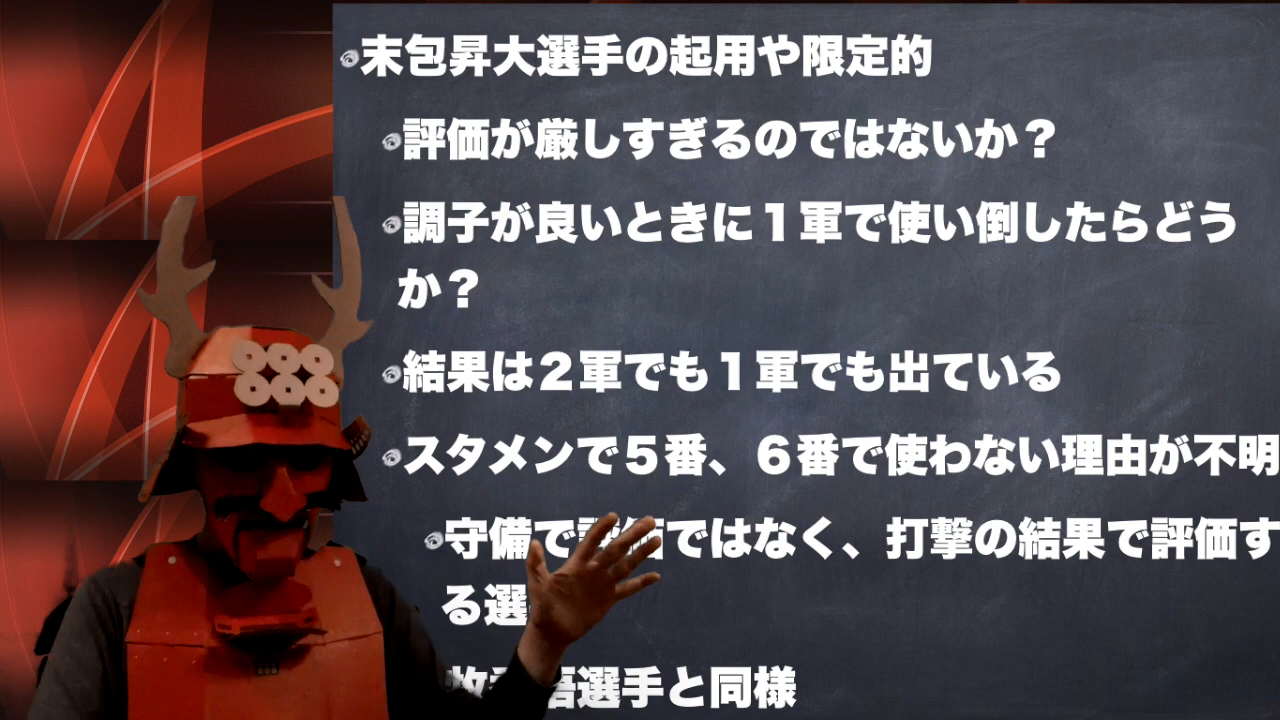 末包昇大選手の起用や限定的
評価が厳しすぎるのではないか？
調子が良いときに１軍で使い倒したらどう
か？
結果は２軍でも１軍でも出ている
スタメンで５番、６番で使わない理由が不明
守備で評価ではなく、打撃の結果で評価す
る選
選手と同様